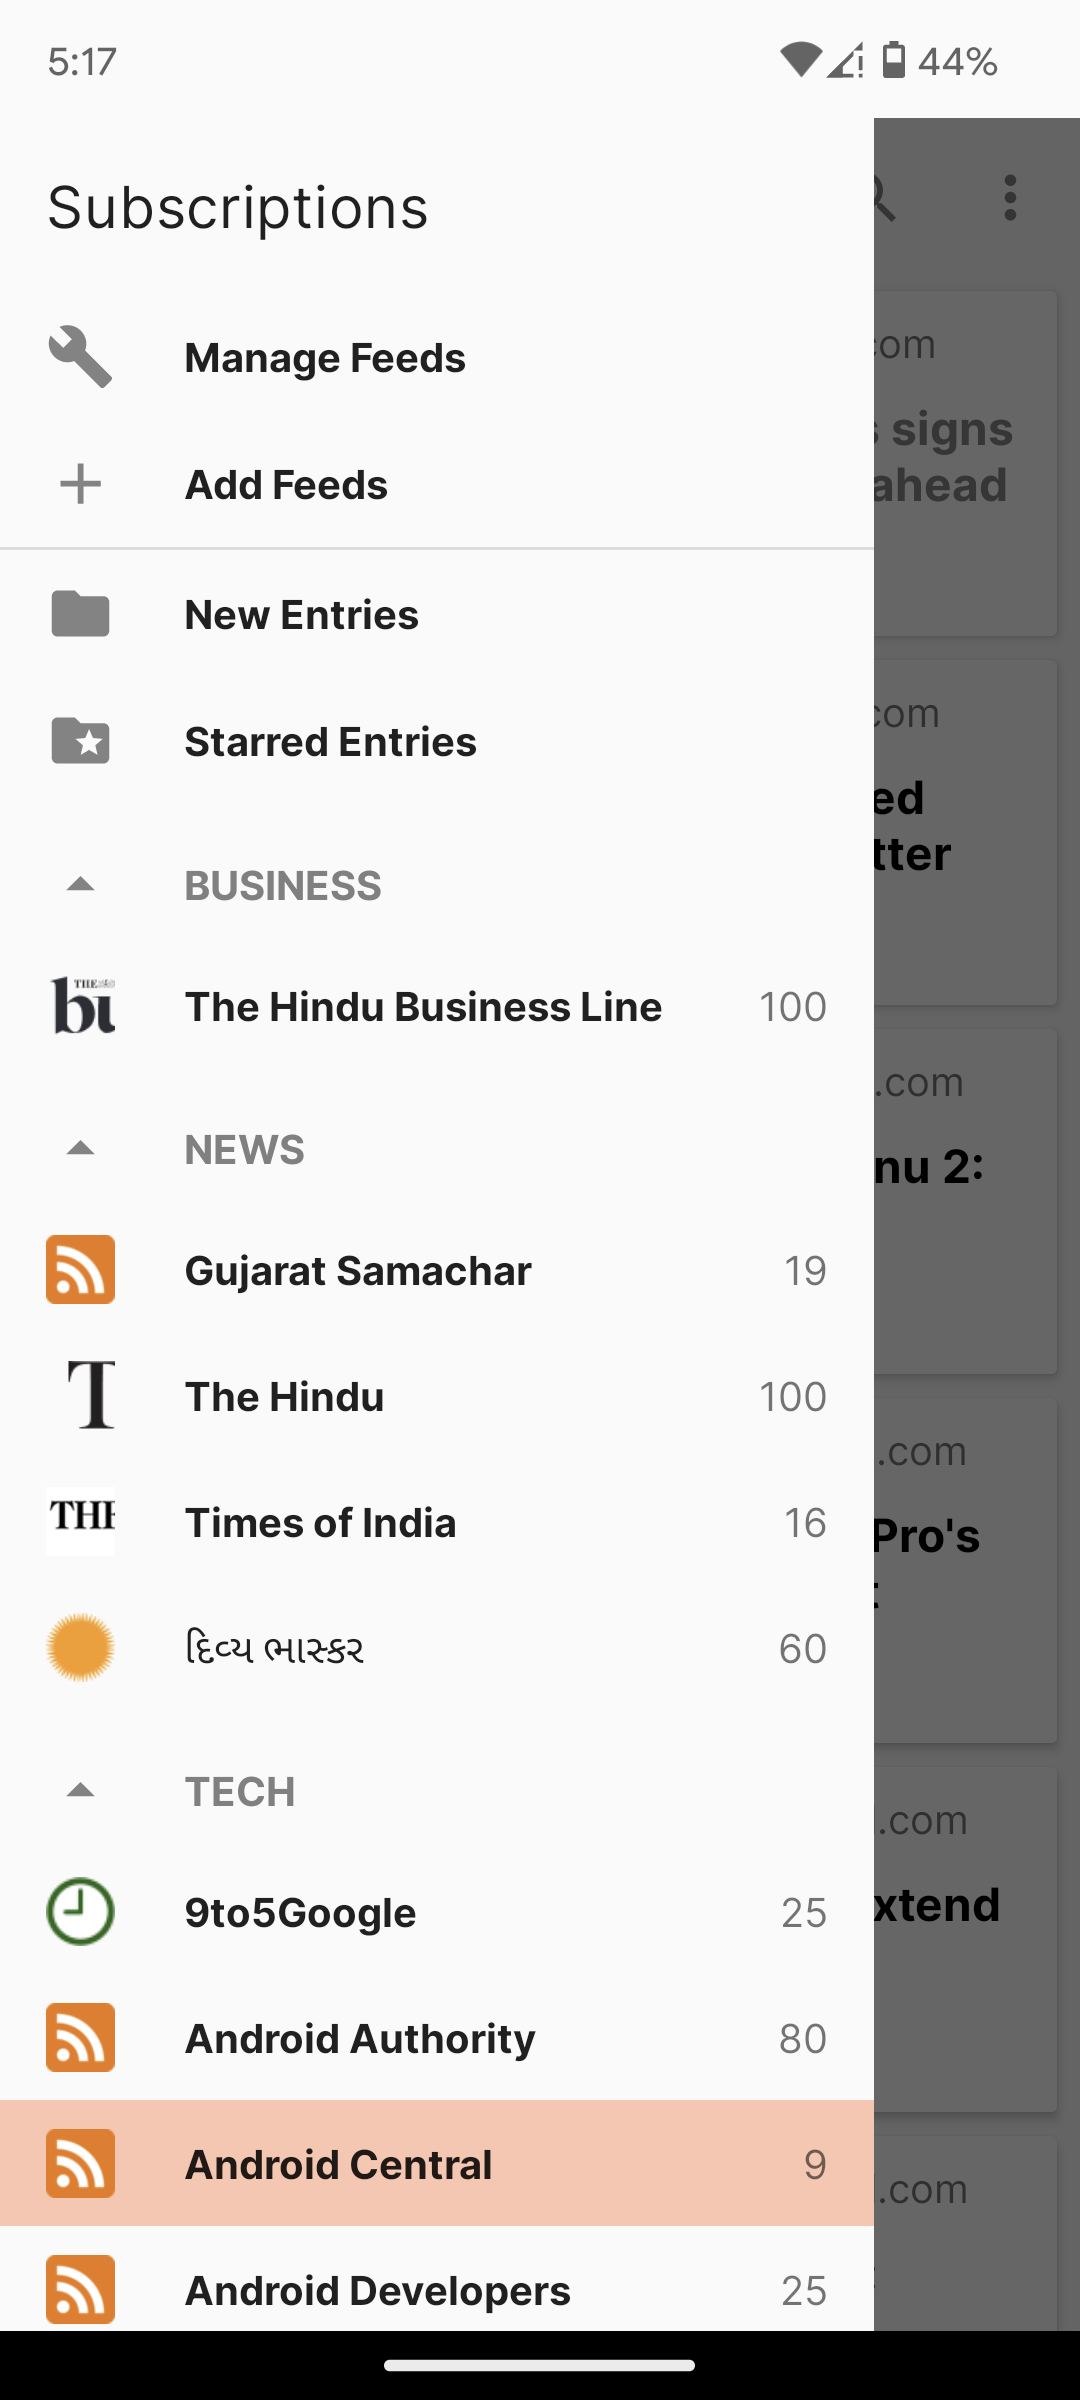 5:17
44%
Subscriptions
Manage Feeds
Add Feeds
New Entries
Starred Entries
BUSINESS
The Hindu Business Line 100
NEWS
Gujarat Samachar 19
The Hindu 100
Times of India 16
દિવ્ય ભાસ્કર 60
TECH
9to5Google 25
Android Authority 80
Android Central 9
Android Developers 25
com
signs
ahead
com
ed
tter
.com
nu 2:
.com
Pro's
.com
xtend
.com